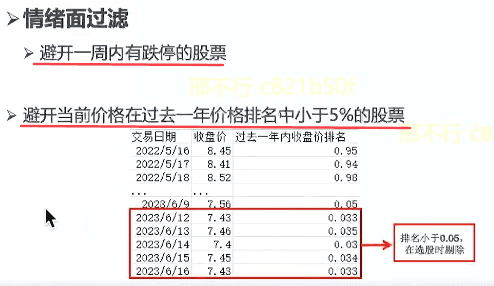 ➢情绪面过滤
➢ 避开一周内有跌停的股票
邢不行 c821b50f
➢ 避开当前价格在过去一年价格排名中小于5%的股票
邢不行 c8
交易日期 收盘价 过去一年内收盘价排名
2022/5/16 8.45 0.95
2022/5/17 8.41 0.94
2022/5/18 8.52 0.98
... ...
2023/6/9 7.56 0.05
2023/6/12 7.43 0.033
2023/6/13 7.46 0.035
2023/6/14 7.4 0.03
2023/6/15 7.45 0.034
2023/6/16 7.43 0.033
排名小于0.05,
在选股时剔除